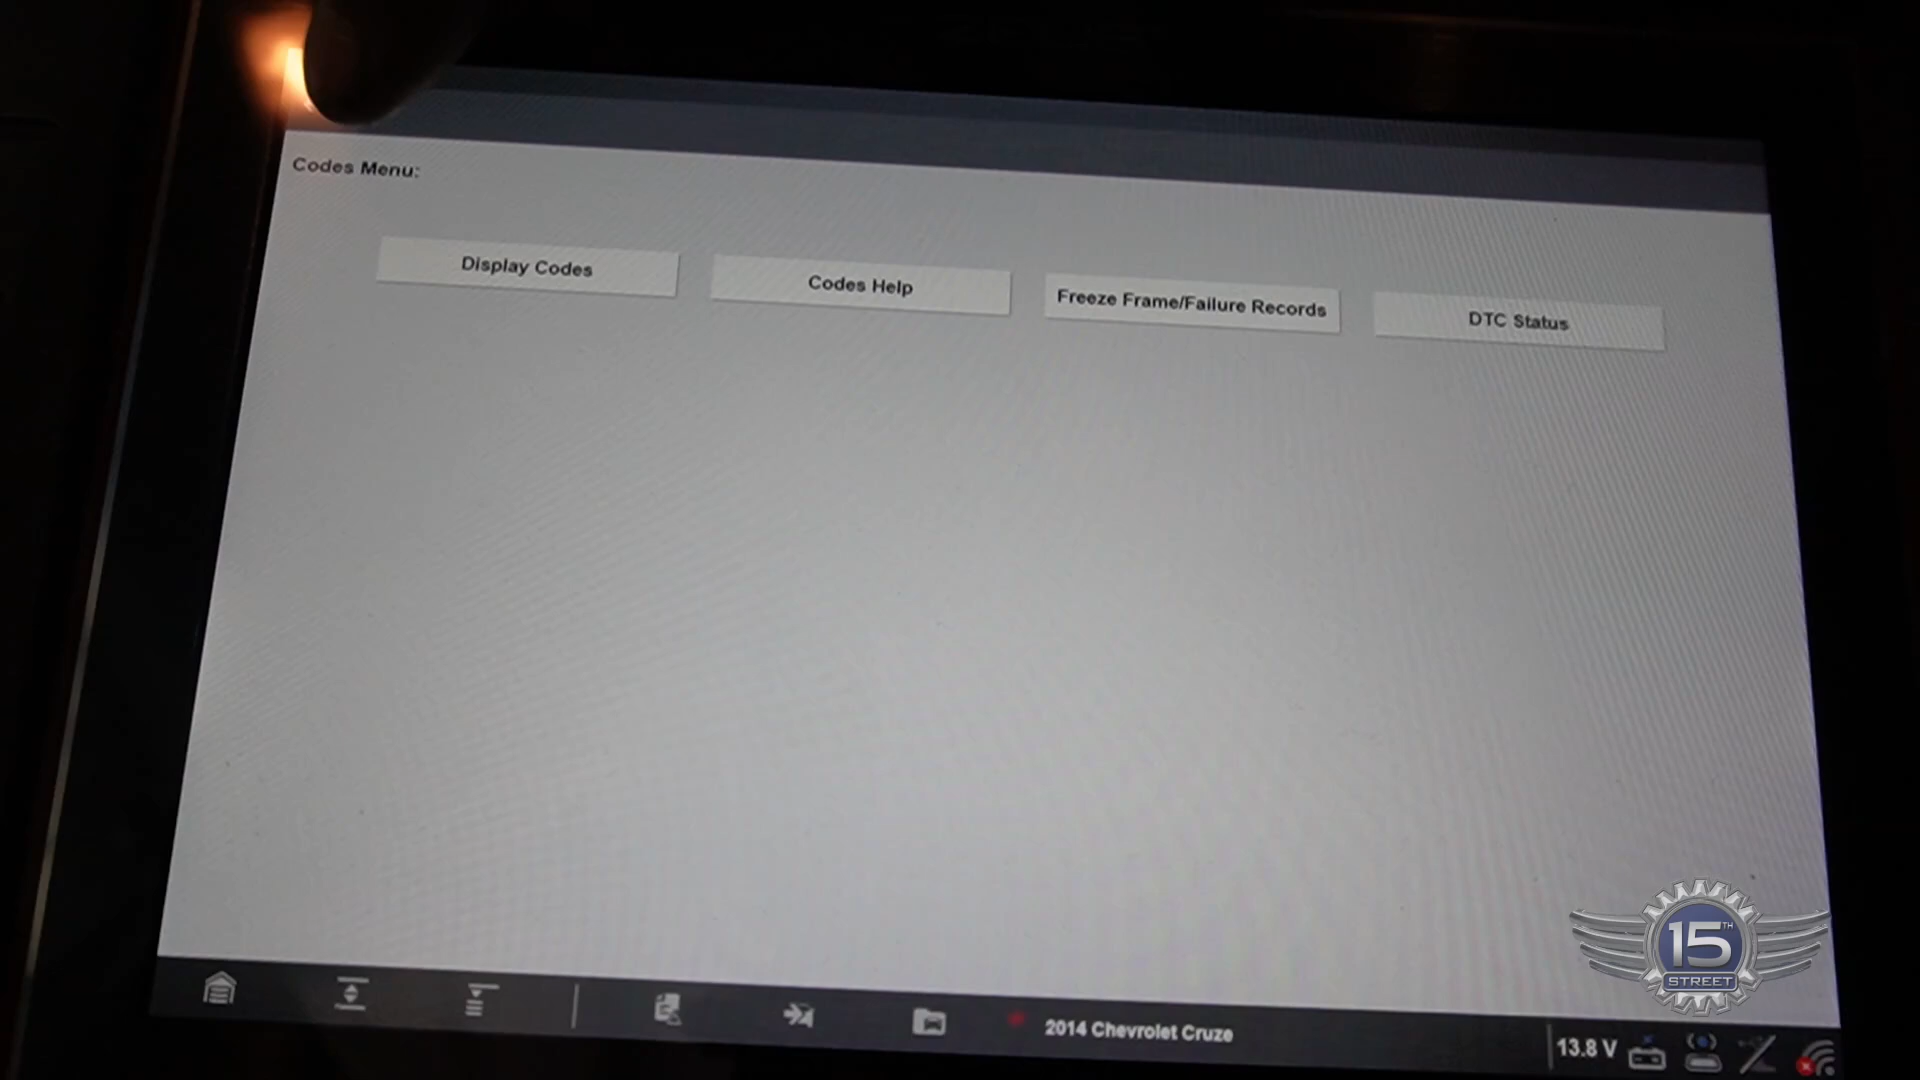 Codes Menu:
Display Codes
Codes Help
Freeze Frame/Failure Records
DTC Status
2014 Chevrolet Cruze
13.8 V
15TH
STREET